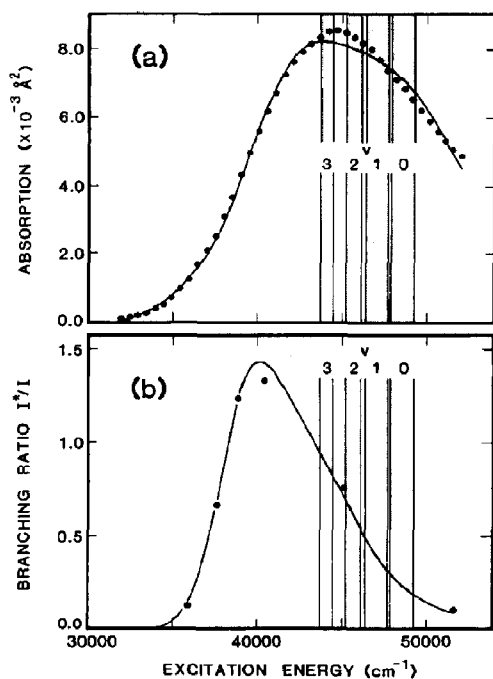 (a)
ABSORPTION (×10⁻³ Å²)
8.0
6.0
4.0
2.0
0.0
v
3 2 1 0
(b)
BRANCHING RATIO I*/I
1.5
1.0
0.5
0.0
v
3 2 1 0
30000 40000 50000
EXCITATION ENERGY (cm⁻¹)